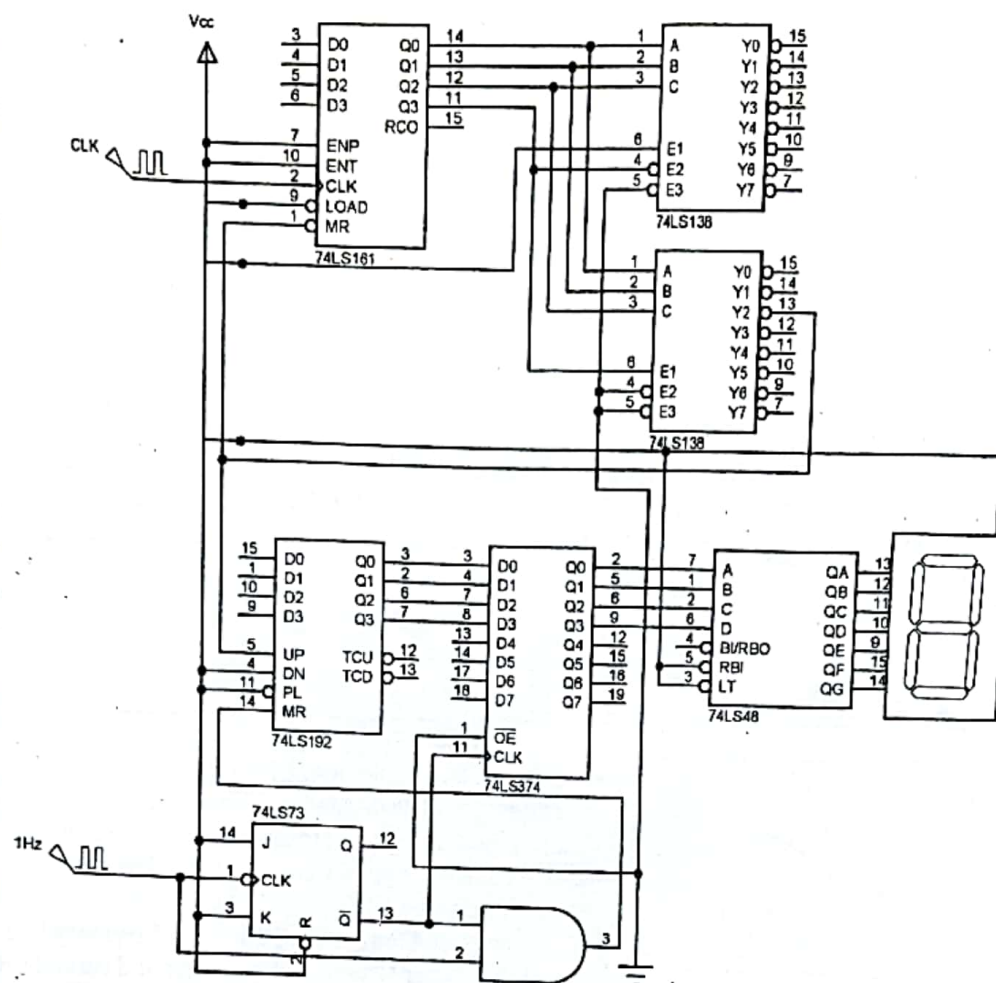 Vcc
CLK
3 D0 Q0 14
4 D1 Q1 13
5 D2 Q2 12
6 D3 Q3 11
RCO 15
7 ENP
10 ENT
2 CLK
9 LOAD
1 MR
74LS161
1 A Y0 15
2 B Y1 14
3 C Y2 13
Y3 12
Y4 11
6 E1 Y5 10
4 E2 Y6 9
5 E3 Y7 7
74LS138
1 A Y0 15
2 B Y1 14
3 C Y2 13
Y3 12
Y4 11
6 E1 Y5 10
4 E2 Y6 9
5 E3 Y7 7
74LS138
15 D0 Q0 3
1 D1 Q1 2
10 D2 Q2 6
9 D3 Q3 7
5 UP TCU 12
4 DN TCD 13
11 PL
14 MR
74LS192
3 D0 Q0 2
4 D1 Q1 5
7 D2 Q2 6
8 D3 Q3 9
13 D4 Q4 12
14 D5 Q5 15
17 D6 Q6 16
18 D7 Q7 19
1 OE
11 CLK
74LS374
7 A QA 13
1 B QB 12
2 C QC 11
6 D QD 10
4 BI/RBO QE 9
5 RBI QF 15
3 LT QG 14
74LS48
1Hz
74LS73
14 J Q 12
1 CLK
3 K Q 13
R
2
1
2
3